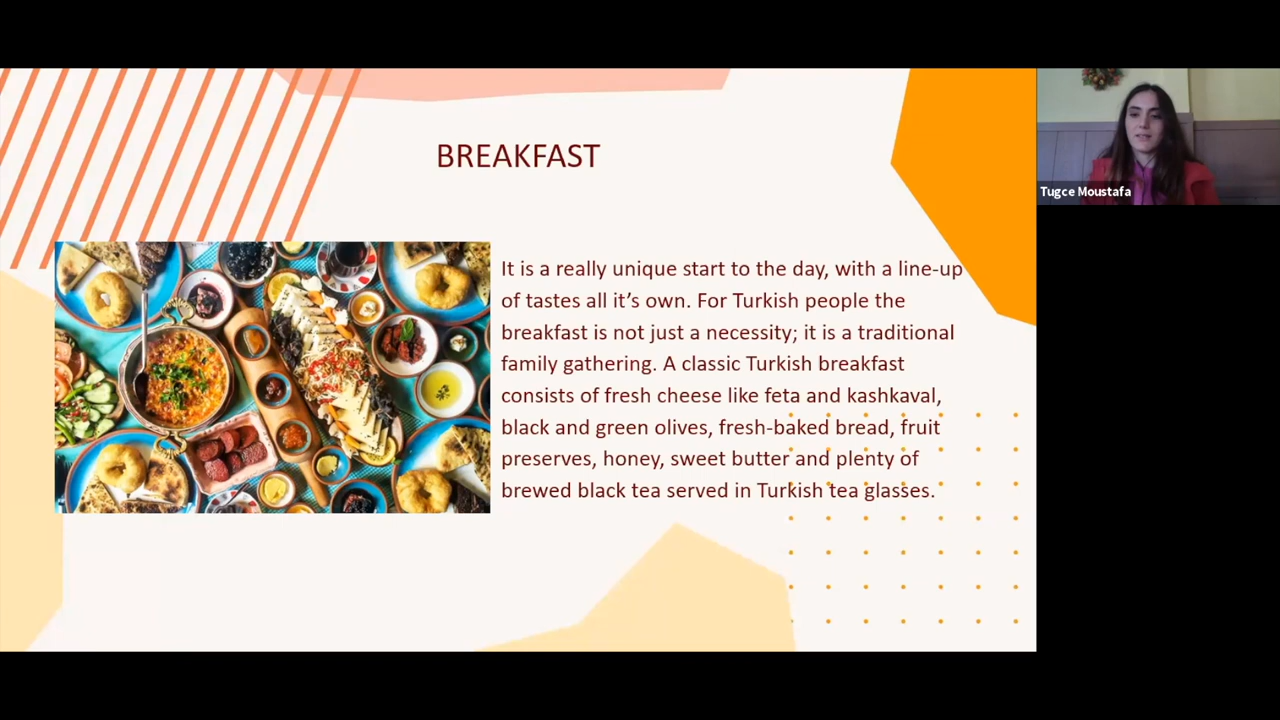 BREAKFAST
It is a really unique start to the day, with a line-up
of tastes all it’s own. For Turkish people the
breakfast is not just a necessity; it is a traditional
family gathering. A classic Turkish breakfast
consists of fresh cheese like feta and kashkaval,
black and green olives, fresh-baked bread, fruit
preserves, honey, sweet butter and plenty of
brewed black tea served in Turkish tea glasses.
Tugce Moustafa